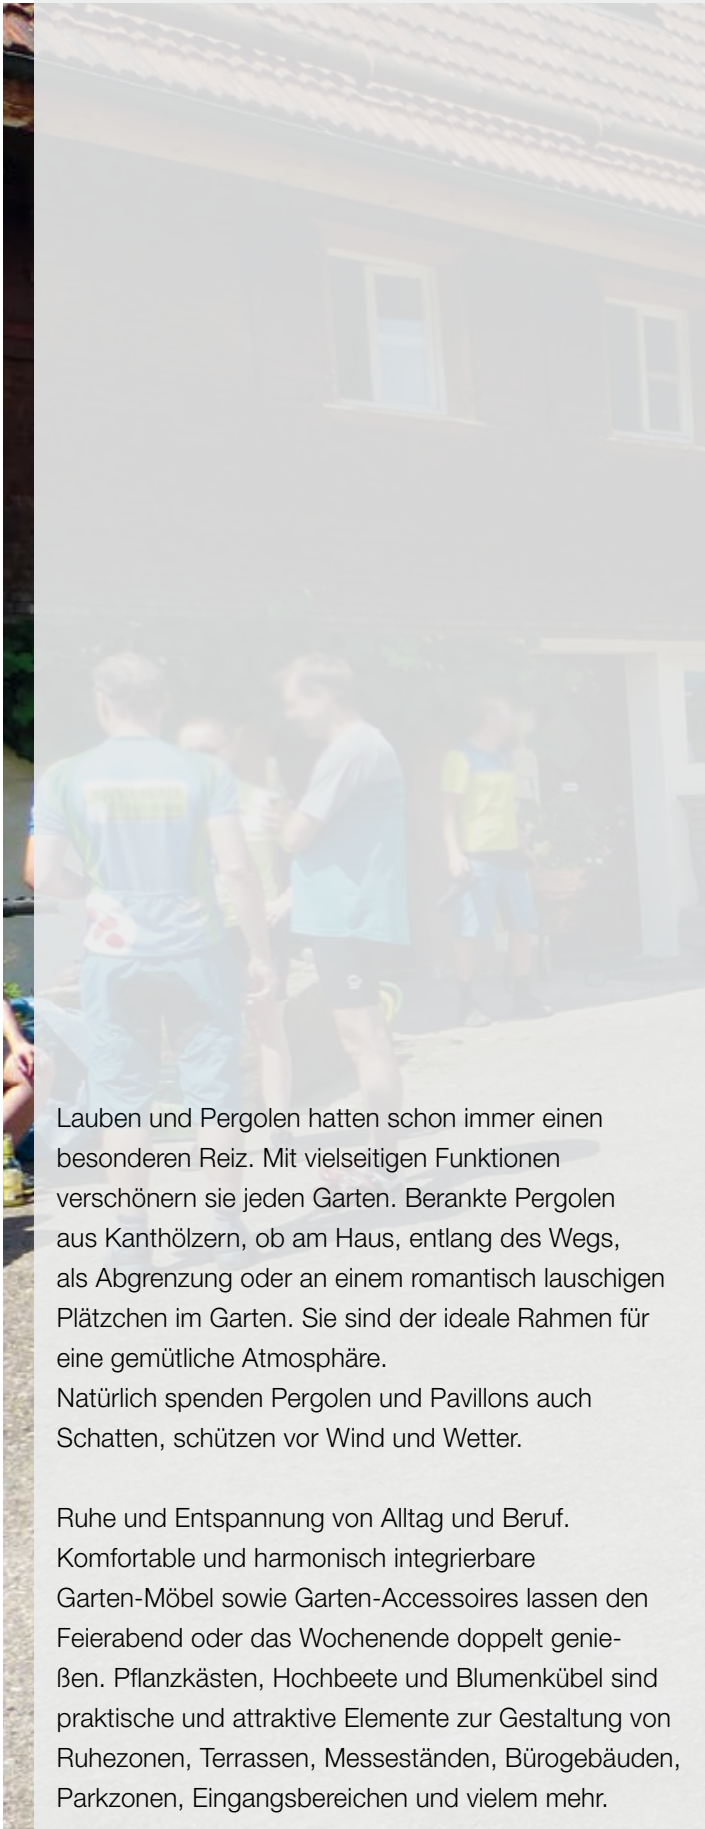 Lauben und Pergolen hatten schon immer einen
besonderen Reiz. Mit vielseitigen Funktionen
verschönern sie jeden Garten. Berankte Pergolen
aus Kanthölzern, ob am Haus, entlang des Wegs,
als Abgrenzung oder an einem romantisch lauschigen
Plätzchen im Garten. Sie sind der ideale Rahmen für
eine gemütliche Atmosphäre.
Natürlich spenden Pergolen und Pavillons auch
Schatten, schützen vor Wind und Wetter.
Ruhe und Entspannung von Alltag und Beruf.
Komfortable und harmonisch integrierbare
Garten-Möbel sowie Garten-Accessoires lassen den
Feierabend oder das Wochenende doppelt genie-
ßen. Pflanzkästen, Hochbeete und Blumenkübel sind
praktische und attraktive Elemente zur Gestaltung von
Ruhezonen, Terrassen, Messeständen, Bürogebäuden,
Parkzonen, Eingangsbereichen und vielem mehr.